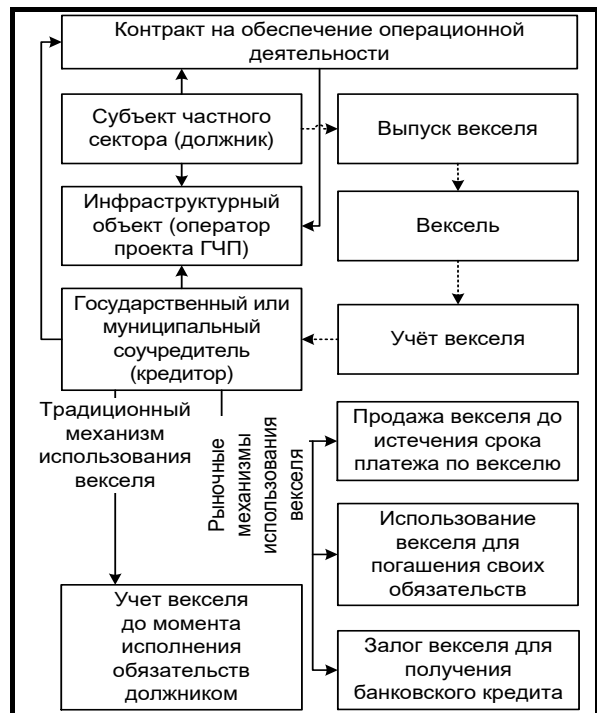 Контракт на обеспечение операционной
деятельности
Субъект частного
сектора (должник)
Выпуск векселя
Инфраструктурный
объект (оператор
проекта ГЧП)
Вексель
Государственный или
муниципальный
соучредитель
(кредитор)
Учёт векселя
Традиционный
механизм
использования
векселя
Рыночные
механизмы
использования
векселя
Продажа векселя до
истечения срока
платежа по векселю
Использование
векселя для
погашения своих
обязательств
Учет векселя
до момента
исполнения
обязательств
должником
Залог векселя для
получения
банковского кредита